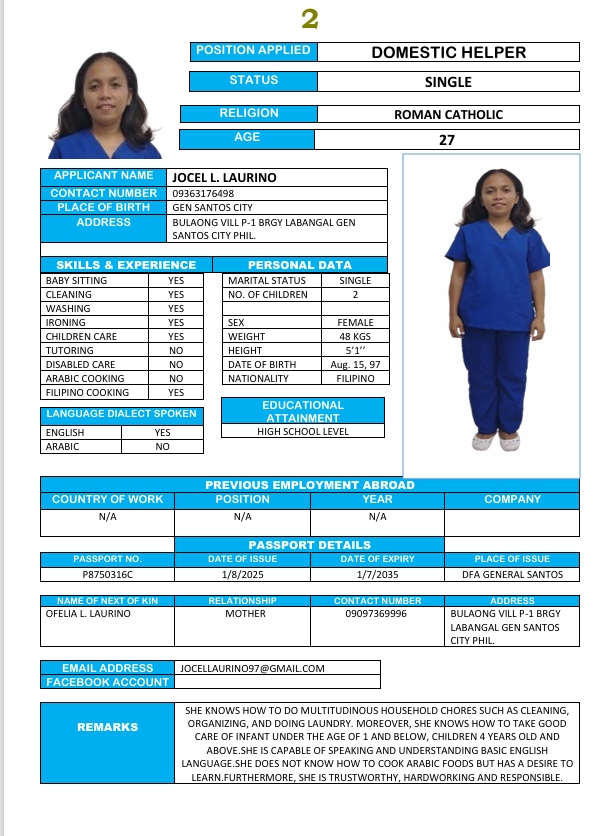 2
POSITION APPLIED DOMESTIC HELPER
STATUS SINGLE
RELIGION ROMAN CATHOLIC
AGE 27
APPLICANT NAME JOCEL L. LAURINO
CONTACT NUMBER 09363176498
PLACE OF BIRTH GEN SANTOS CITY
ADDRESS BULAONG VILL P-1 BRGY LABANGAL GEN
SANTOS CITY PHIL.
SKILLS & EXPERIENCE PERSONAL DATA
BABY SITTING YES MARITAL STATUS SINGLE
CLEANING YES NO. OF CHILDREN 2
WASHING YES
IRONING YES SEX FEMALE
CHILDREN CARE YES WEIGHT 48 KGS
TUTORING NO HEIGHT 5’1’’
DISABLED CARE NO DATE OF BIRTH Aug. 15, 97
ARABIC COOKING NO NATIONALITY FILIPINO
FILIPINO COOKING YES
EDUCATIONAL
ATTAINMENT
LANGUAGE DIALECT SPOKEN
ENGLISH YES HIGH SCHOOL LEVEL
ARABIC NO
PREVIOUS EMPLOYMENT ABROAD
COUNTRY OF WORK POSITION YEAR COMPANY
N/A N/A N/A
PASSPORT DETAILS
PASSPORT NO. DATE OF ISSUE DATE OF EXPIRY PLACE OF ISSUE
P8750316C 1/8/2025 1/7/2035 DFA GENERAL SANTOS
NAME OF NEXT OF KIN RELATIONSHIP CONTACT NUMBER ADDRESS
OFELIA L. LAURINO MOTHER 09097369996 BULAONG VILL P-1 BRGY
LABANGAL GEN SANTOS
CITY PHIL.
EMAIL ADDRESS JOCELLAURINO97@GMAIL.COM
FACEBOOK ACCOUNT
REMARKS
SHE KNOWS HOW TO DO MULTITUDINOUS HOUSEHOLD CHORES SUCH AS CLEANING,
ORGANIZING, AND DOING LAUNDRY. MOREOVER, SHE KNOWS HOW TO TAKE GOOD
CARE OF INFANT UNDER THE AGE OF 1 AND BELOW, CHILDREN 4 YEARS OLD AND
ABOVE.SHE IS CAPABLE OF SPEAKING AND UNDERSTANDING BASIC ENGLISH
LANGUAGE.SHE DOES NOT KNOW HOW TO COOK ARABIC FOODS BUT HAS A DESIRE TO
LEARN.FURTHERMORE, SHE IS TRUSTWORTHY, HARDWORKING AND RESPONSIBLE.